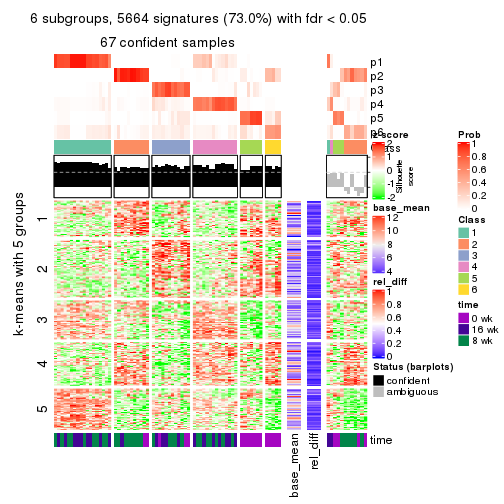 6 subgroups, 5664 signatures (73.0%) with fdr < 0.05
67 confident samples
p1
p2
p3
p4
p5
p6
Class
k-means with 5 groups
1
2
3
4
5
time
base_mean
rel_diff
Silhouette
score
z-score
2
-2
base_mean
12
10
8
6
4
rel_diff
1
0.8
0.6
0.4
0.2
0
Status (barplots)
confident
ambiguous
Prob
1
0.8
0.6
0.4
0.2
0
Class
1
2
3
4
5
6
time
0 wk
16 wk
8 wk